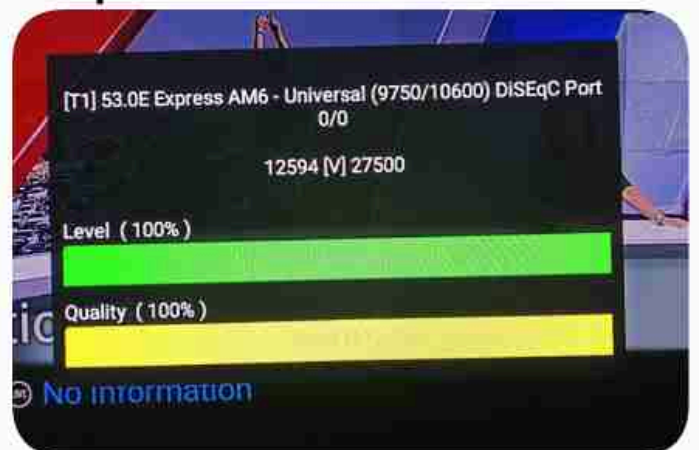 [T1] 53.0E Express AM6 - Universal (9750/10600) DiSEqC Port
0/0
12594 [V] 27500
Level ( 100% )
Quality ( 100% )
No information